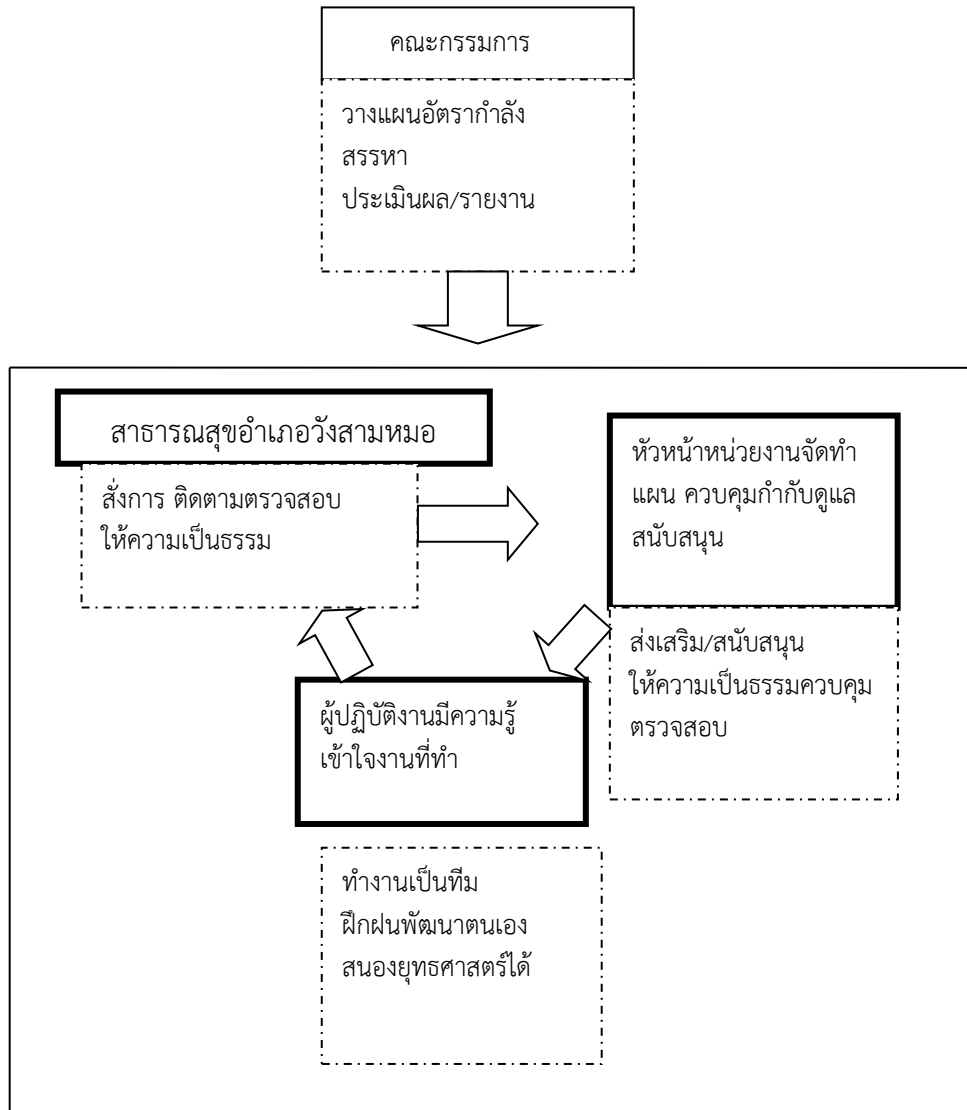 คณะกรรมการ
วางแผนอัตรากำลัง
สรรหา
ประเมินผล/รายงาน
สาธารณสุขอำเภอวังสามหมอ
สั่งการ ติดตามตรวจสอบ
ให้ความเป็นธรรม
หัวหน้าหน่วยงานจัดทำ
แผน ควบคุมกำกับดูแล
สนับสนุน
ส่งเสริม/สนับสนุน
ให้ความเป็นธรรมควบคุม
ตรวจสอบ
ผู้ปฏิบัติงานมีความรู้
เข้าใจงานที่ทำ
ทำงานเป็นทีม
ฝึกฝนพัฒนาตนเอง
สนองยุทธศาสตร์ได้